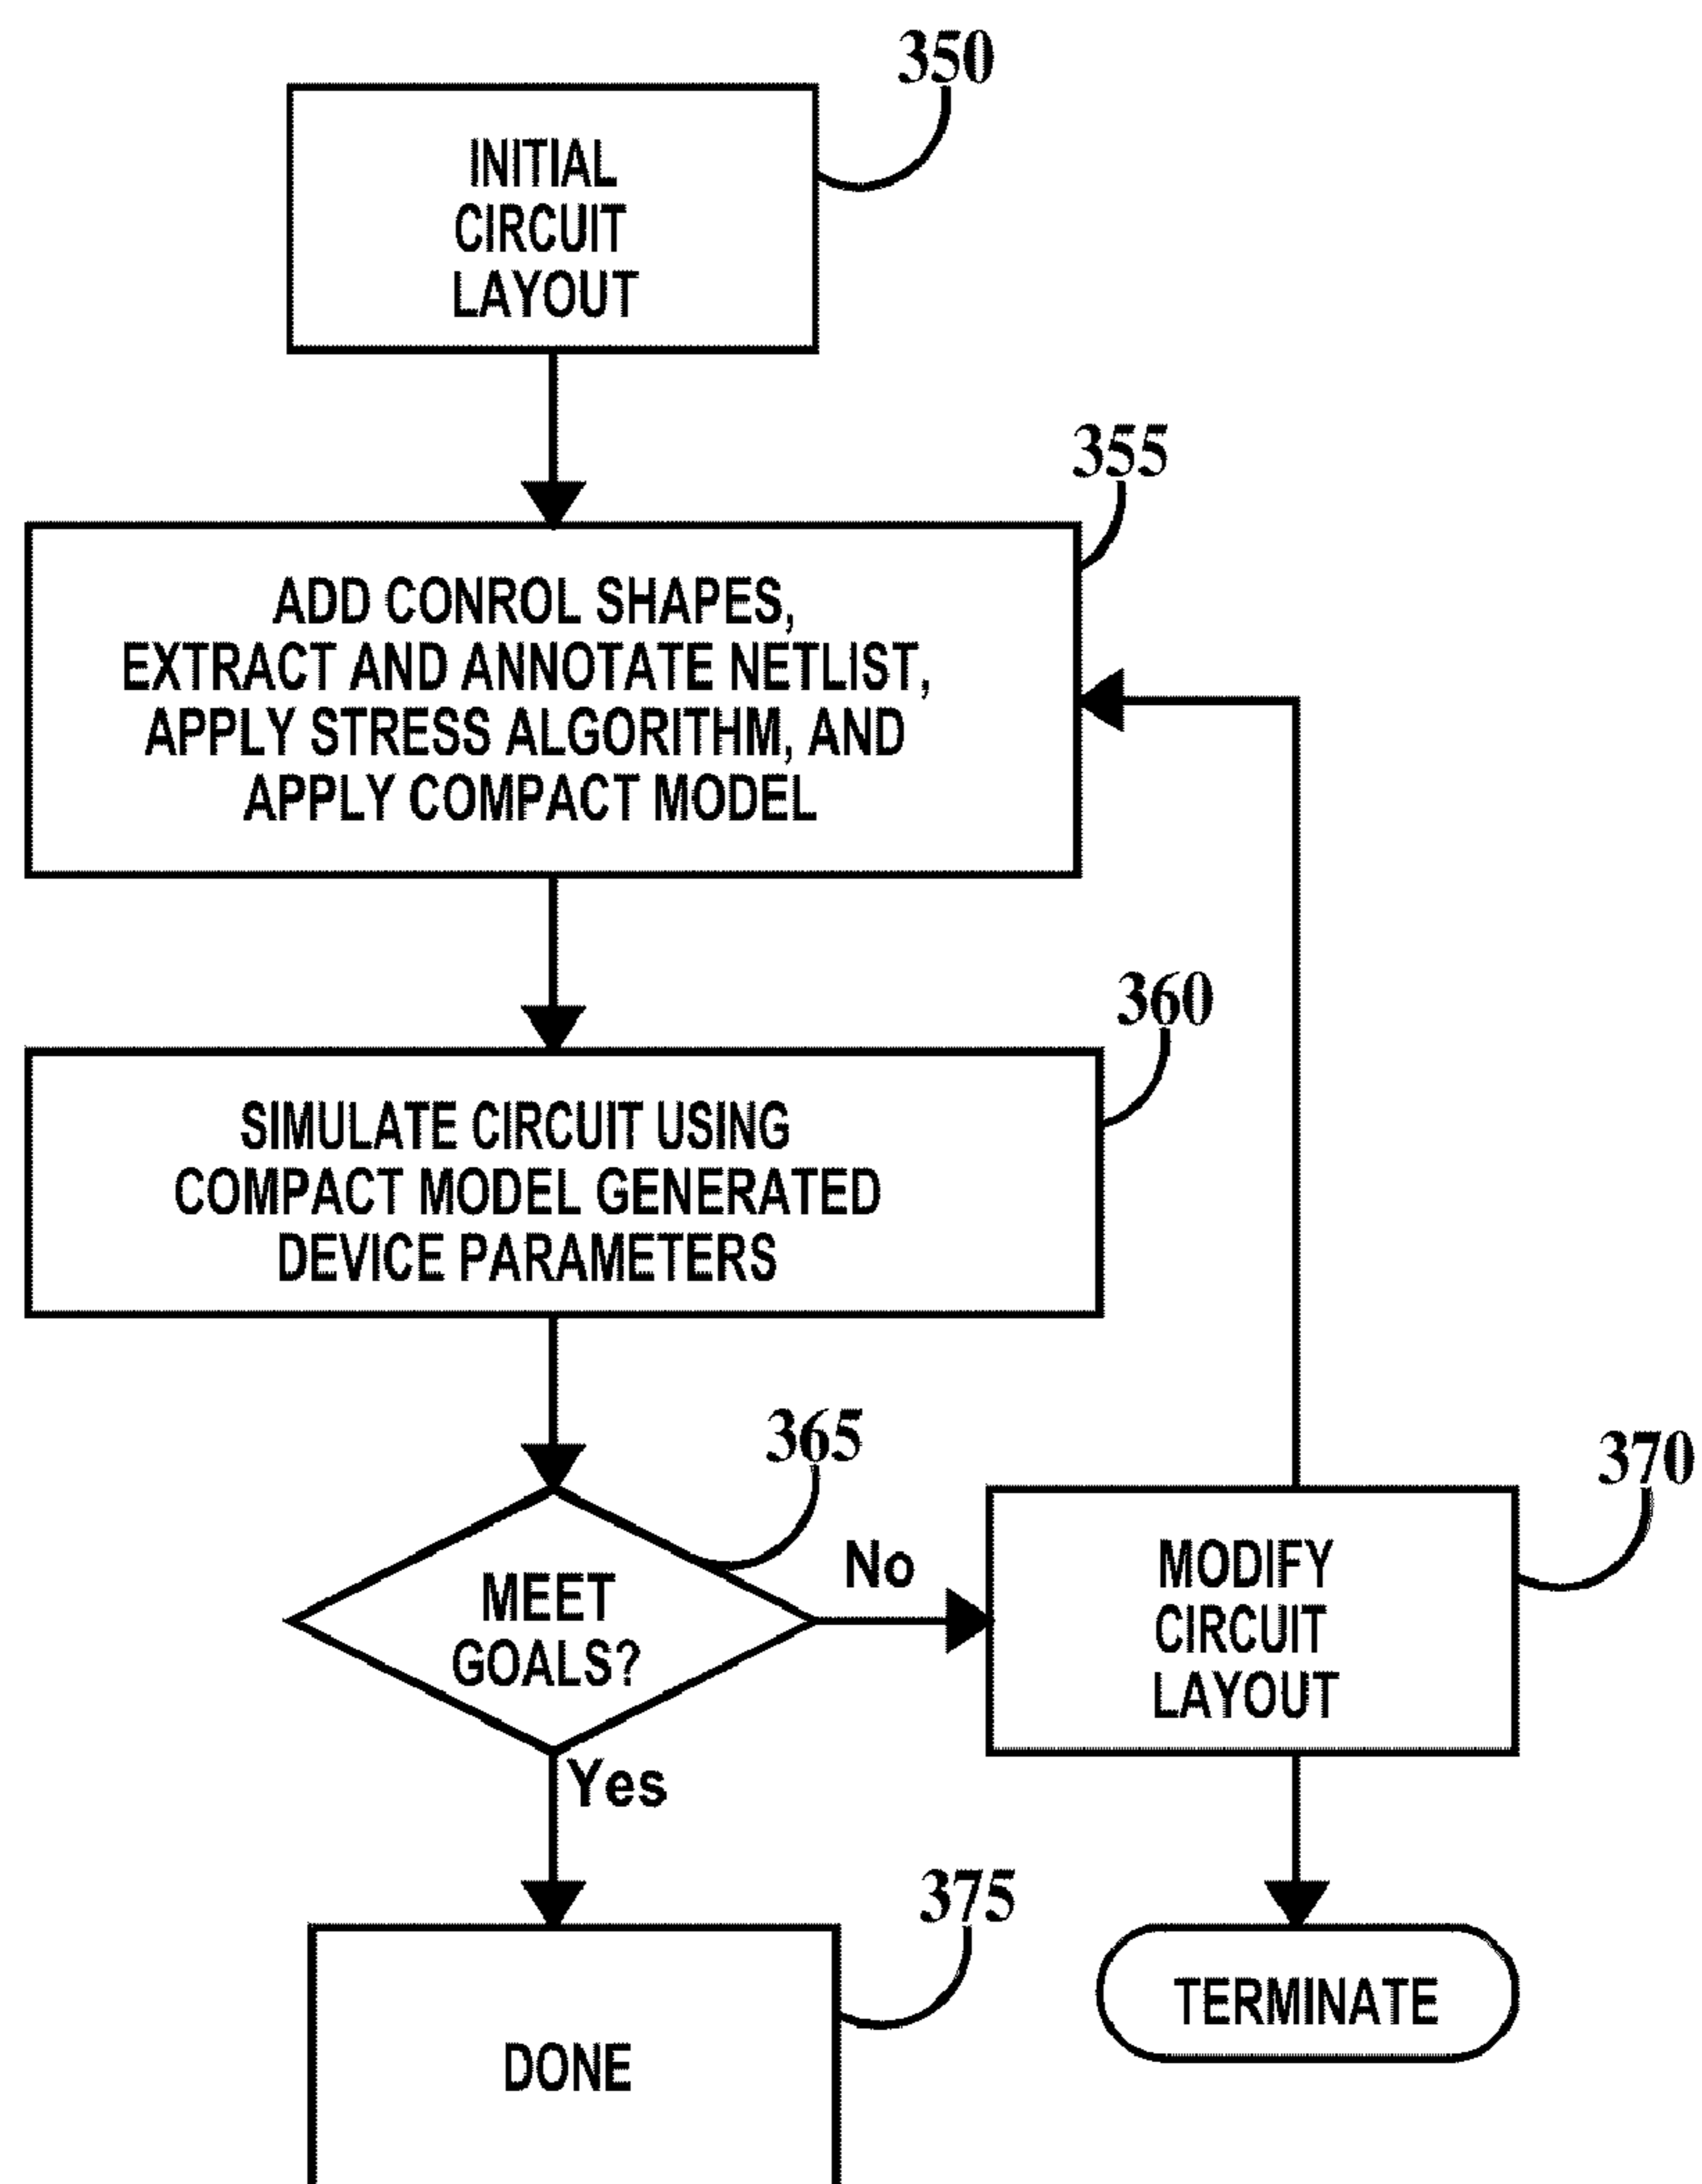 350
INITIAL
CIRCUIT
LAYOUT
355
ADD CONROL SHAPES,
EXTRACT AND ANNOTATE NETLIST,
APPLY STRESS ALGORITHM, AND
APPLY COMPACT MODEL
360
SIMULATE CIRCUIT USING
COMPACT MODEL GENERATED
DEVICE PARAMETERS
365
MEET
GOALS?
No
370
MODIFY
CIRCUIT
LAYOUT
Yes
375
DONE
TERMINATE